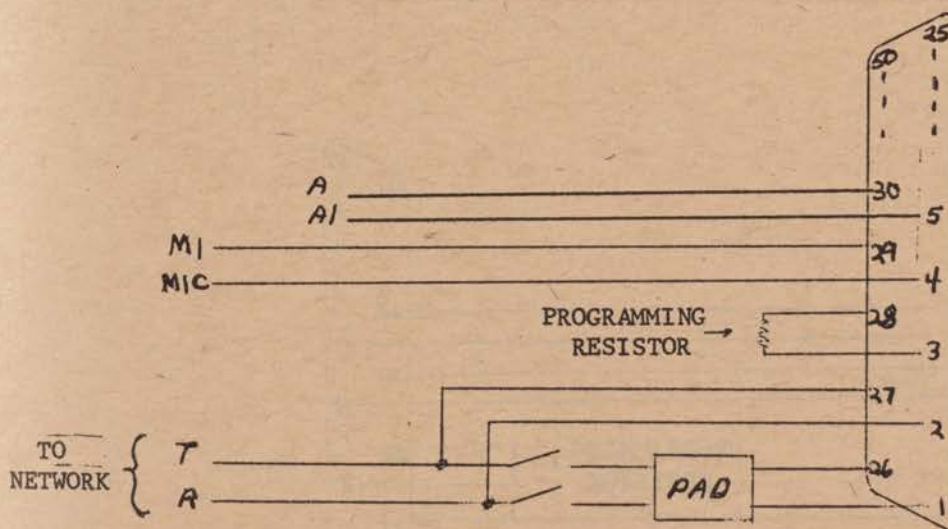 25
50
A
30
A1
5
M1
29
M1C
4
PROGRAMMING
RESISTOR
28
3
27
2
TO
NETWORK
T
26
R
PAD
1